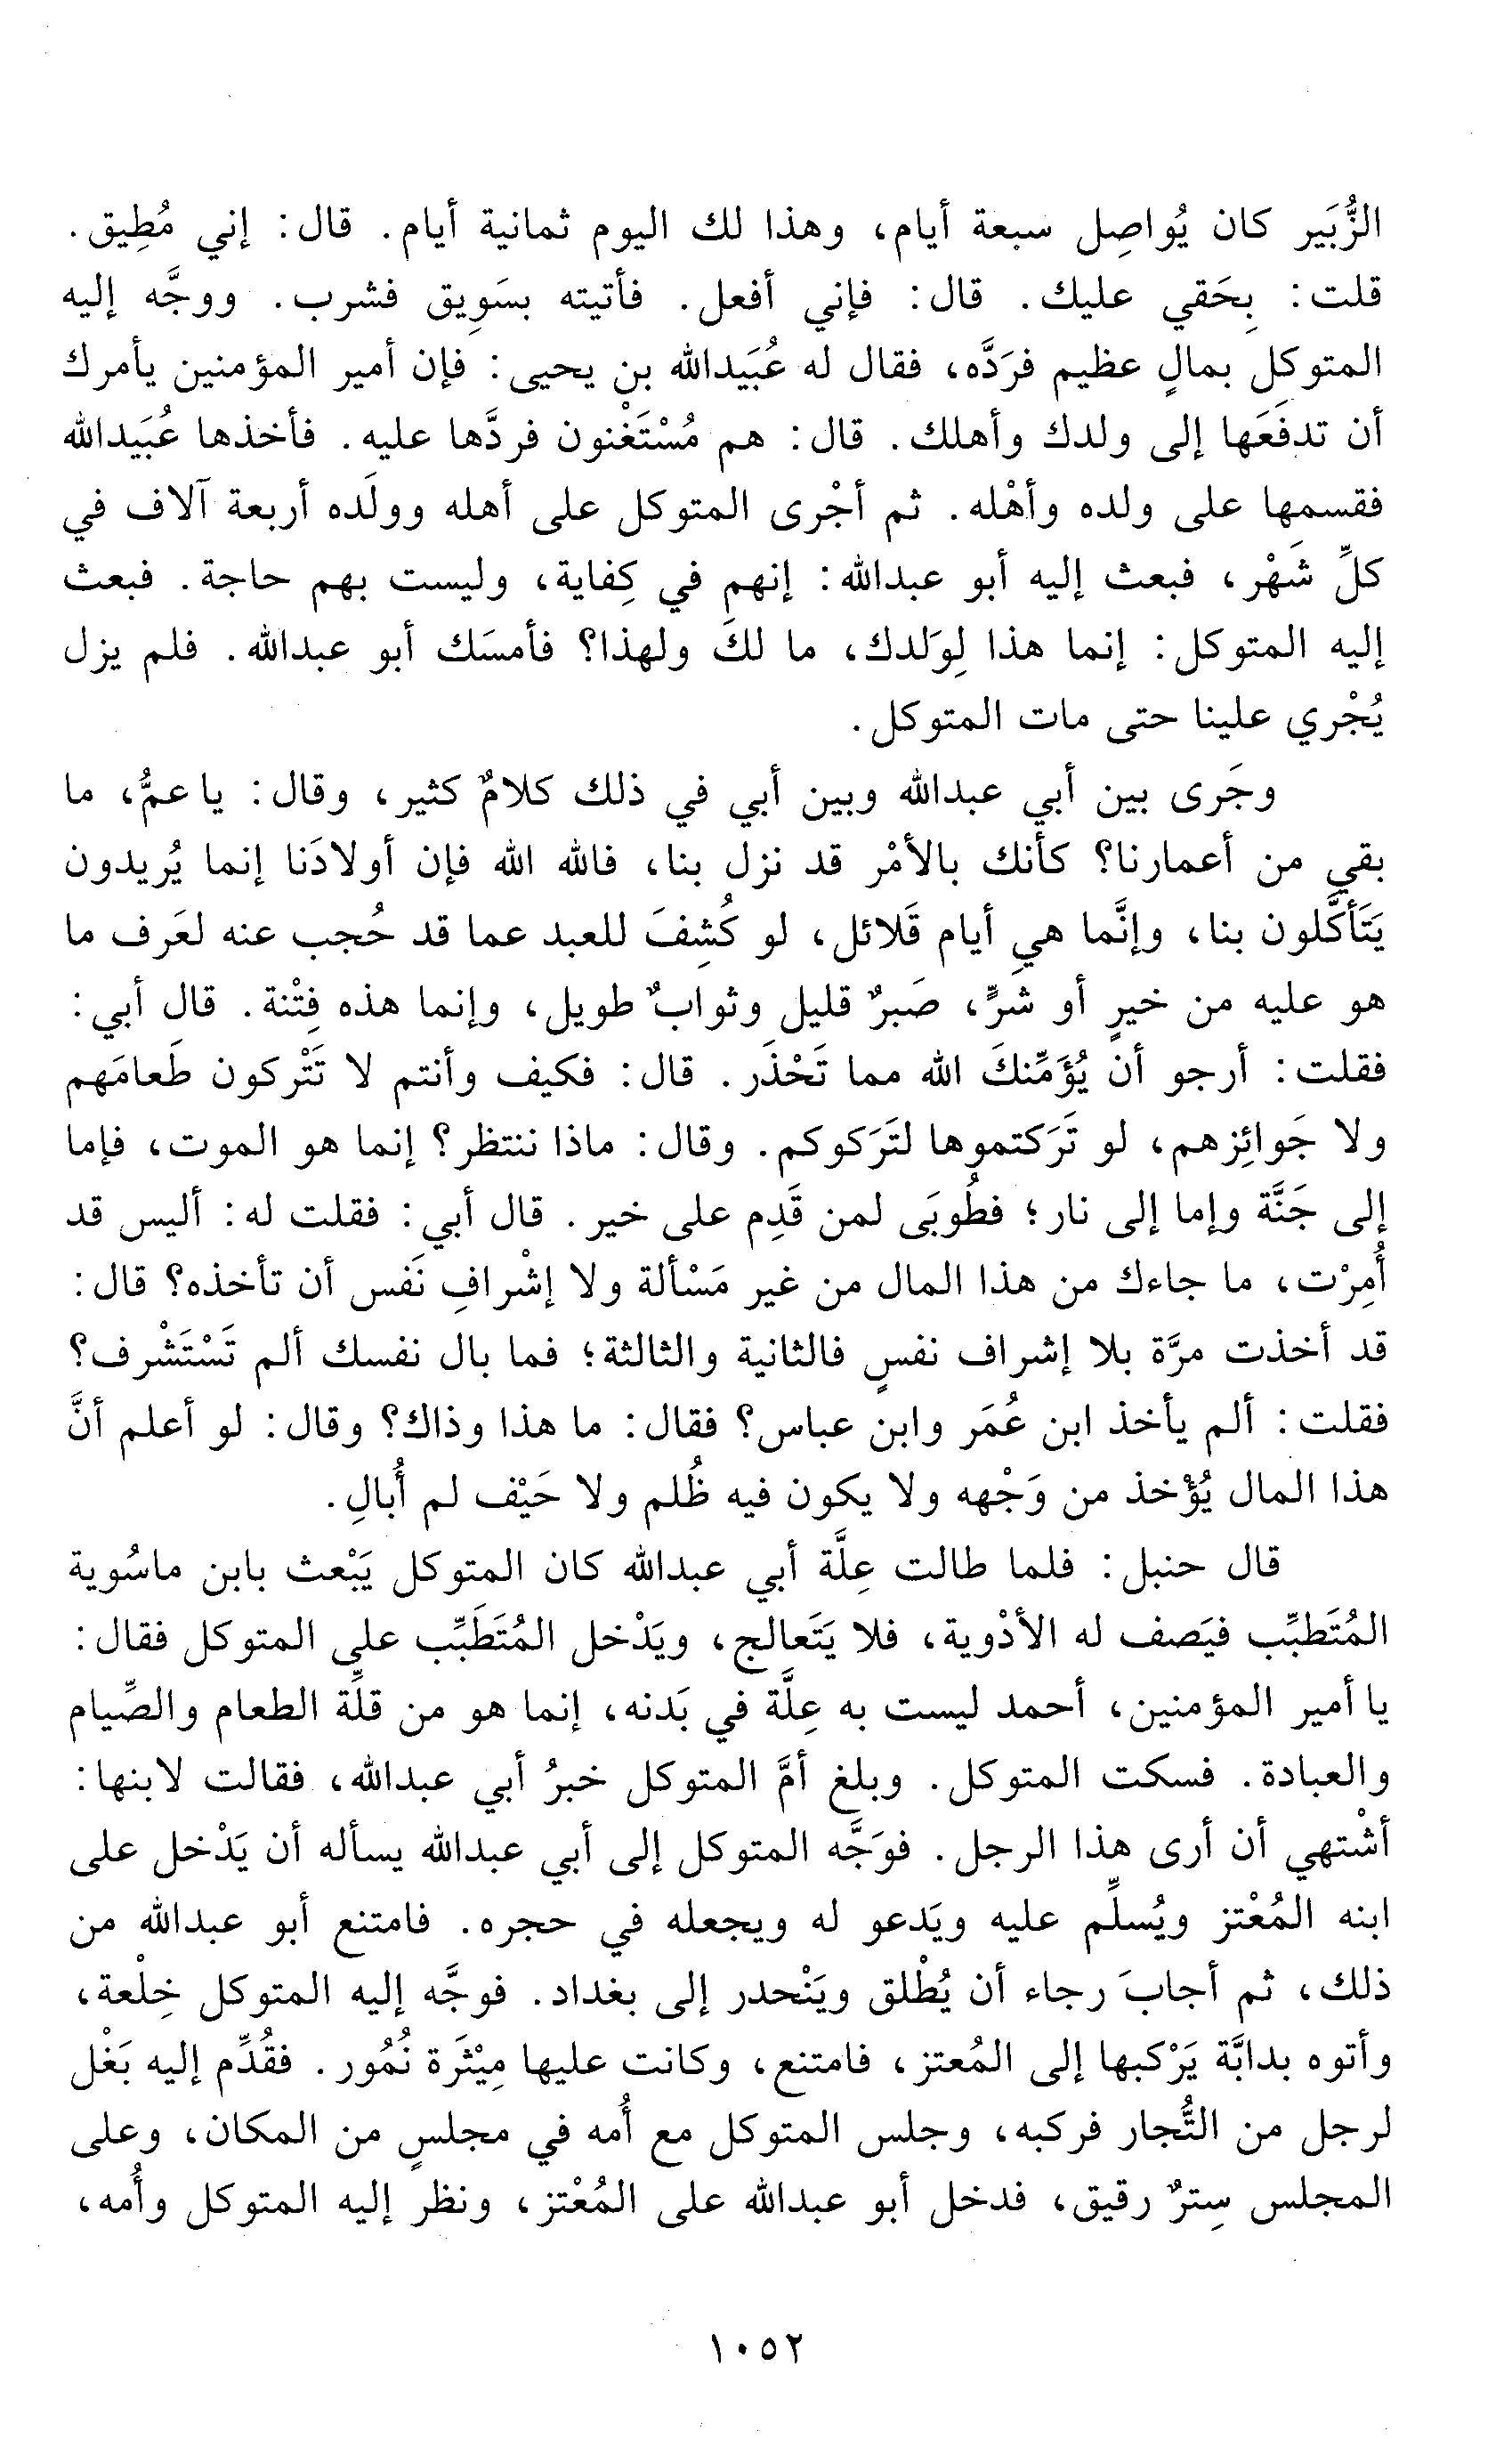 الزُّبَير كان يُواصِل سبعة أيام، وهذا لك اليوم ثمانية أيام. قال: إني مُطِيق.
قلت: بِحَقي عليك. قال: فإني أفعل. فأتيته بسَوِيق فشرب. ووجَّه إليه
المتوكل بمالٍ عظيم فرَدَّه، فقال له عُبَيدالله بن يحيى: فإن أمير المؤمنين يأمرك
أن تدفَعَها إلى ولدك وأهلك. قال: هم مُسْتَغْنون فردَّها عليه. فأخذها عُبَيدالله
فقسمها على ولده وأهْله. ثم أجْرى المتوكل على أهله وولَده أربعة آلاف في
كلِّ شَهْر، فبعث إليه أبو عبدالله: إنهم في كِفاية، وليست بهم حاجة. فبعث
إليه المتوكل: إنما هذا لِوَلدك، ما لكَ ولهذا؟ فأمسَك أبو عبدالله. فلم يزل
يُجْري علينا حتى مات المتوكل.
وجَرى بين أبي عبدالله وبين أبي في ذلك كلامٌ كثير، وقال: يا عمُّ، ما
بقي من أعمارنا؟ كأنك بالأمْر قد نزل بنا، فالله الله فإن أولادَنا إنما يُريدون
يَتَأكَّلون بنا، وإنَّما هي أيام قَلائل، لو كُشِفَ للعبد عما قد حُجب عنه لعَرف ما
هو عليه من خيرٍ أو شرٍّ، صَبرٌ قليل وثوابٌ طويل، وإنما هذه فِتْنة. قال أبي:
فقلت: أرجو أن يُؤَمِّنكَ الله مما تَحْذَر. قال: فكيف وأنتم لا تَتْركون طَعامَهم
ولا جَوائِزهم، لو تَرَكتموها لتَرَكوكم. وقال: ماذا ننتظر؟ إنما هو الموت، فإما
إلى جَنَّة وإما إلى نار؛ فطُوبَى لمن قَدِم على خير. قال أبي: فقلت له: أليس قد
أُمِرْت، ما جاءك من هذا المال من غير مَسْألة ولا إشْرافِ نَفس أن تأخذه؟ قال:
قد أخذت مرَّة بلا إشراف نفسٍ فالثانية والثالثة؛ فما بال نفسك ألم تَسْتَشْرف؟
فقلت: ألم يأخذ ابن عُمَر وابن عباس؟ فقال: ما هذا وذاك؟ وقال: لو أعلم أنَّ
هذا المال يُؤْخذ من وَجْهه ولا يكون فيه ظُلم ولا حَيْف لم أُبالِ.
قال حنبل: فلما طالت عِلَّة أبي عبدالله كان المتوكل يَبْعث بابن ماسُوية
المُتَطبِّب فيَصف له الأدْوية، فلا يَتَعالج، ويَدْخل المُتَطَبِّب على المتوكل فقال:
يا أمير المؤمنين، أحمد ليست به عِلَّة في بَدنه، إنما هو من قلِّة الطعام والصِّيام
والعبادة. فسكت المتوكل. وبلغ أمَّ المتوكل خبرُ أبي عبدالله، فقالت لابنها:
أشْتهي أن أرى هذا الرجل. فوَجَّه المتوكل إلى أبي عبدالله يسأله أن يَدْخل على
ابنه المُعْتز ويُسلِّم عليه ويَدعو له ويجعله في حجره. فامتنع أبو عبدالله من
ذلك، ثم أجابَ رجاء أن يُطْلق ويَنْحدر إلى بغداد. فوجَّه إليه المتوكل خِلْعة،
وأتوه بدابَّة يَرْكبها إلى المُعتز، فامتنع، وكانت عليها مِيْثَرة نُمُور. فقُدِّم إليه بَغْل
لرجل من التُّجار فركبه، وجلس المتوكل مع أُمه في مجلسٍ من المكان، وعلى
المجلس سِترٌ رقيق، فدخل أبو عبدالله على المُعْتز، ونظر إليه المتوكل وأُمه،
١٠٥٢